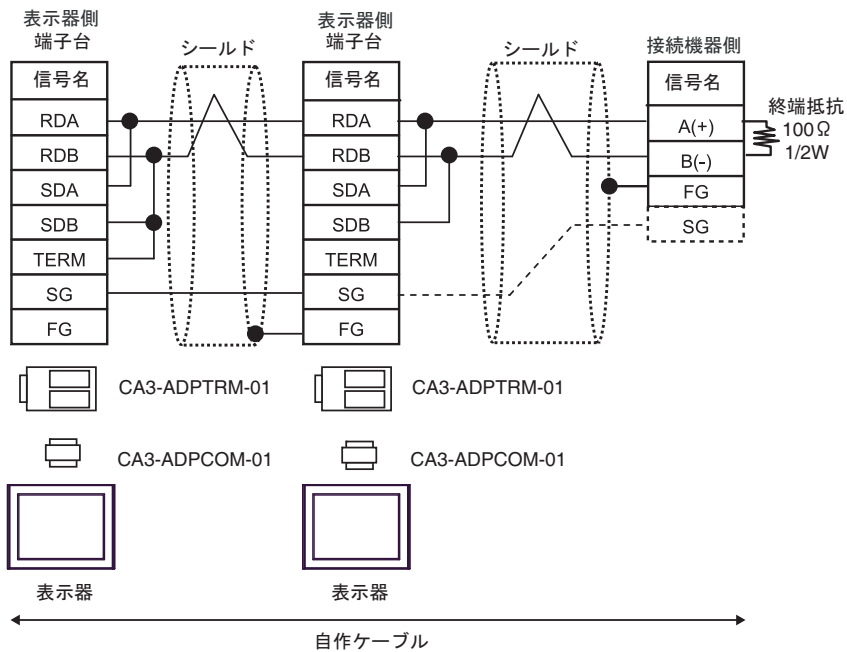 表示器側
端子台
シールド
表示器側
端子台
シールド
接続機器側
信号名
RDA
RDB
SDA
SDB
TERM
SG
FG
信号名
RDA
RDB
SDA
SDB
TERM
SG
FG
信号名
A(+)
B(-)
FG
SG
終端抵抗
100Ω
1/2W
CA3-ADPTRM-01
CA3-ADPTRM-01
CA3-ADPCOM-01
CA3-ADPCOM-01
表示器
表示器
自作ケーブル